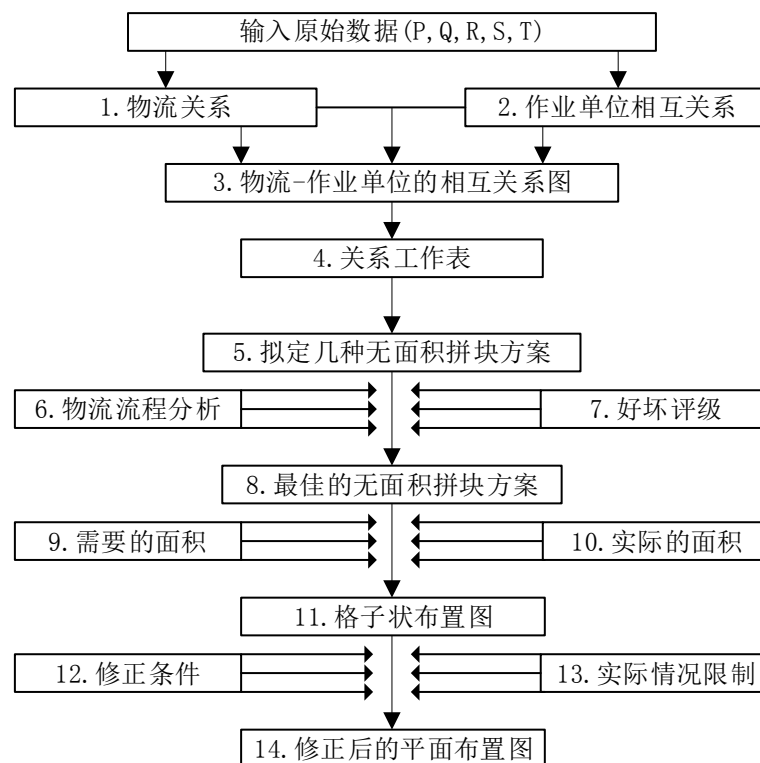 输入原始数据(P,Q,R,S,T)
1.物流关系
2.作业单位相互关系
3.物流-作业单位的相互关系图
4.关系工作表
5.拟定几种无面积拼块方案
6.物流流程分析
7.好坏评级
8.最佳的无面积拼块方案
9.需要的面积
10.实际的面积
11.格子状布置图
12.修正条件
13.实际情况限制
14.修正后的平面布置图